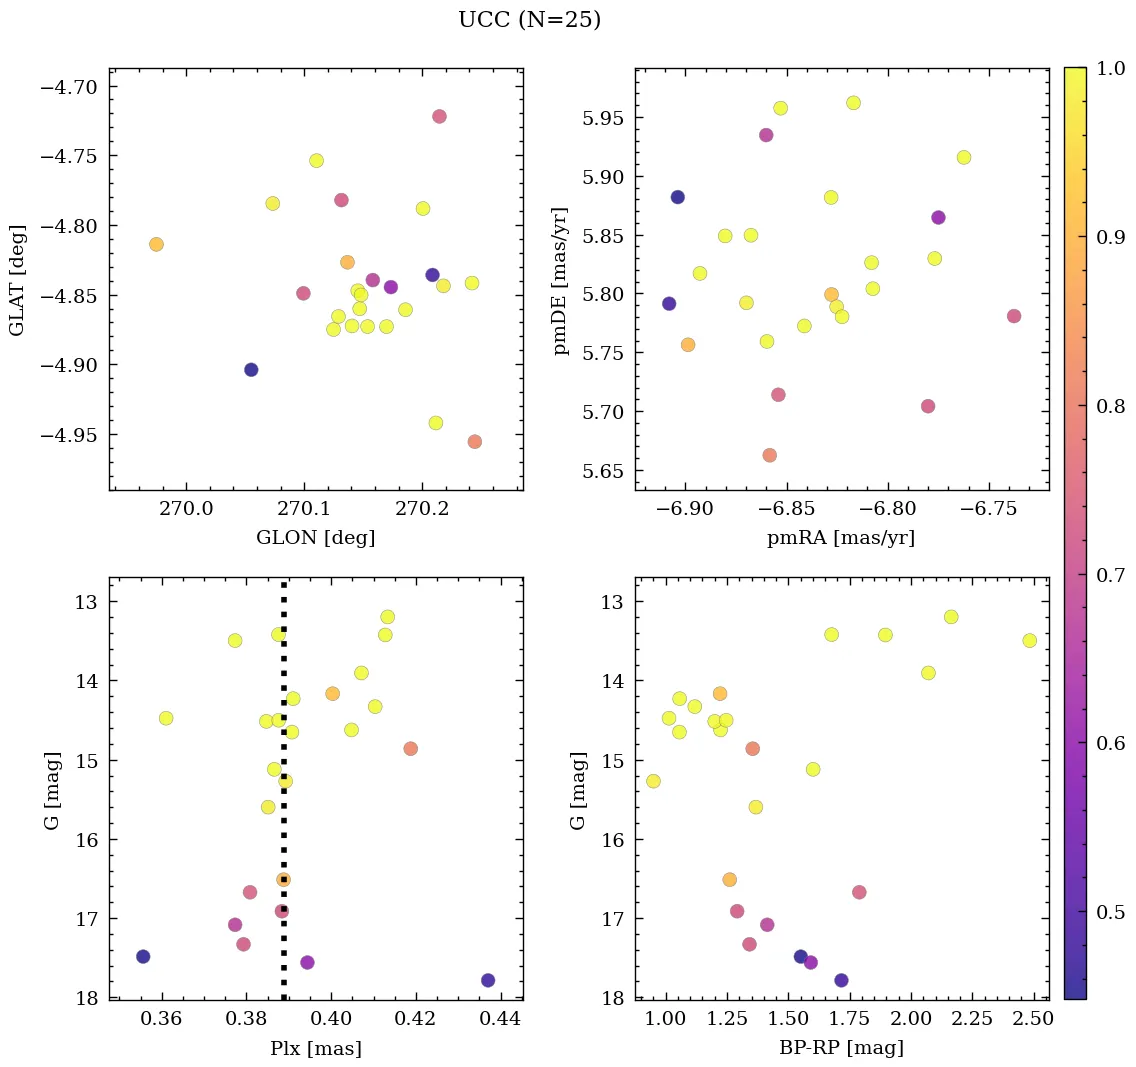 UCC (N=25)
−4.70
−4.75
−4.80
−4.85
−4.90
−4.95
GLAT [deg]
270.0 270.1 270.2
GLON [deg]
5.95
5.90
5.85
5.80
5.75
5.70
5.65
pmDE [mas/yr]
−6.90 −6.85 −6.80 −6.75
pmRA [mas/yr]
13
14
15
16
17
18
G [mag]
0.36 0.38 0.40 0.42 0.44
Plx [mas]
13
14
15
16
17
18
G [mag]
1.00 1.25 1.50 1.75 2.00 2.25 2.50
BP-RP [mag]
1.0
0.9
0.8
0.7
0.6
0.5